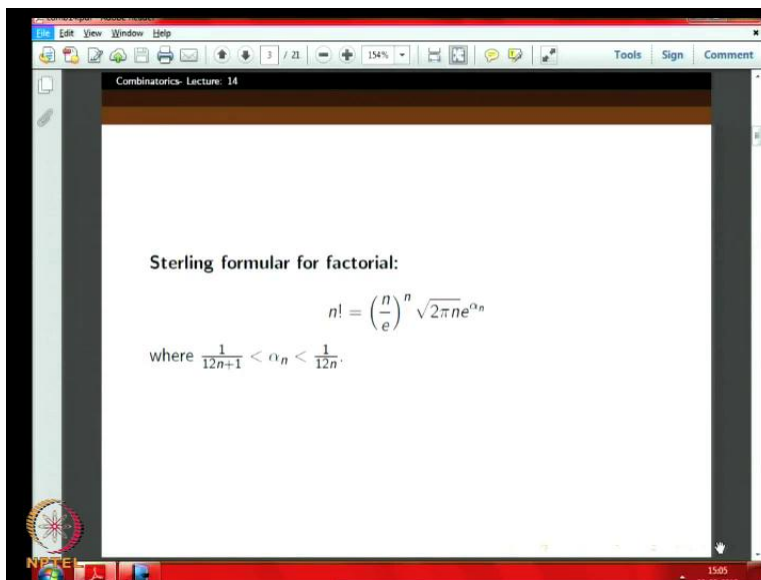 File Edit View Window Help
3 / 21 154% Tools Sign Comment
Combinatorics- Lecture: 14
Sterling formular for factorial:
n! = (n/e)^n √2πn e^{α_n}
where 1/(12n+1) < α_n < 1/(12n).
NPTEL
15:05